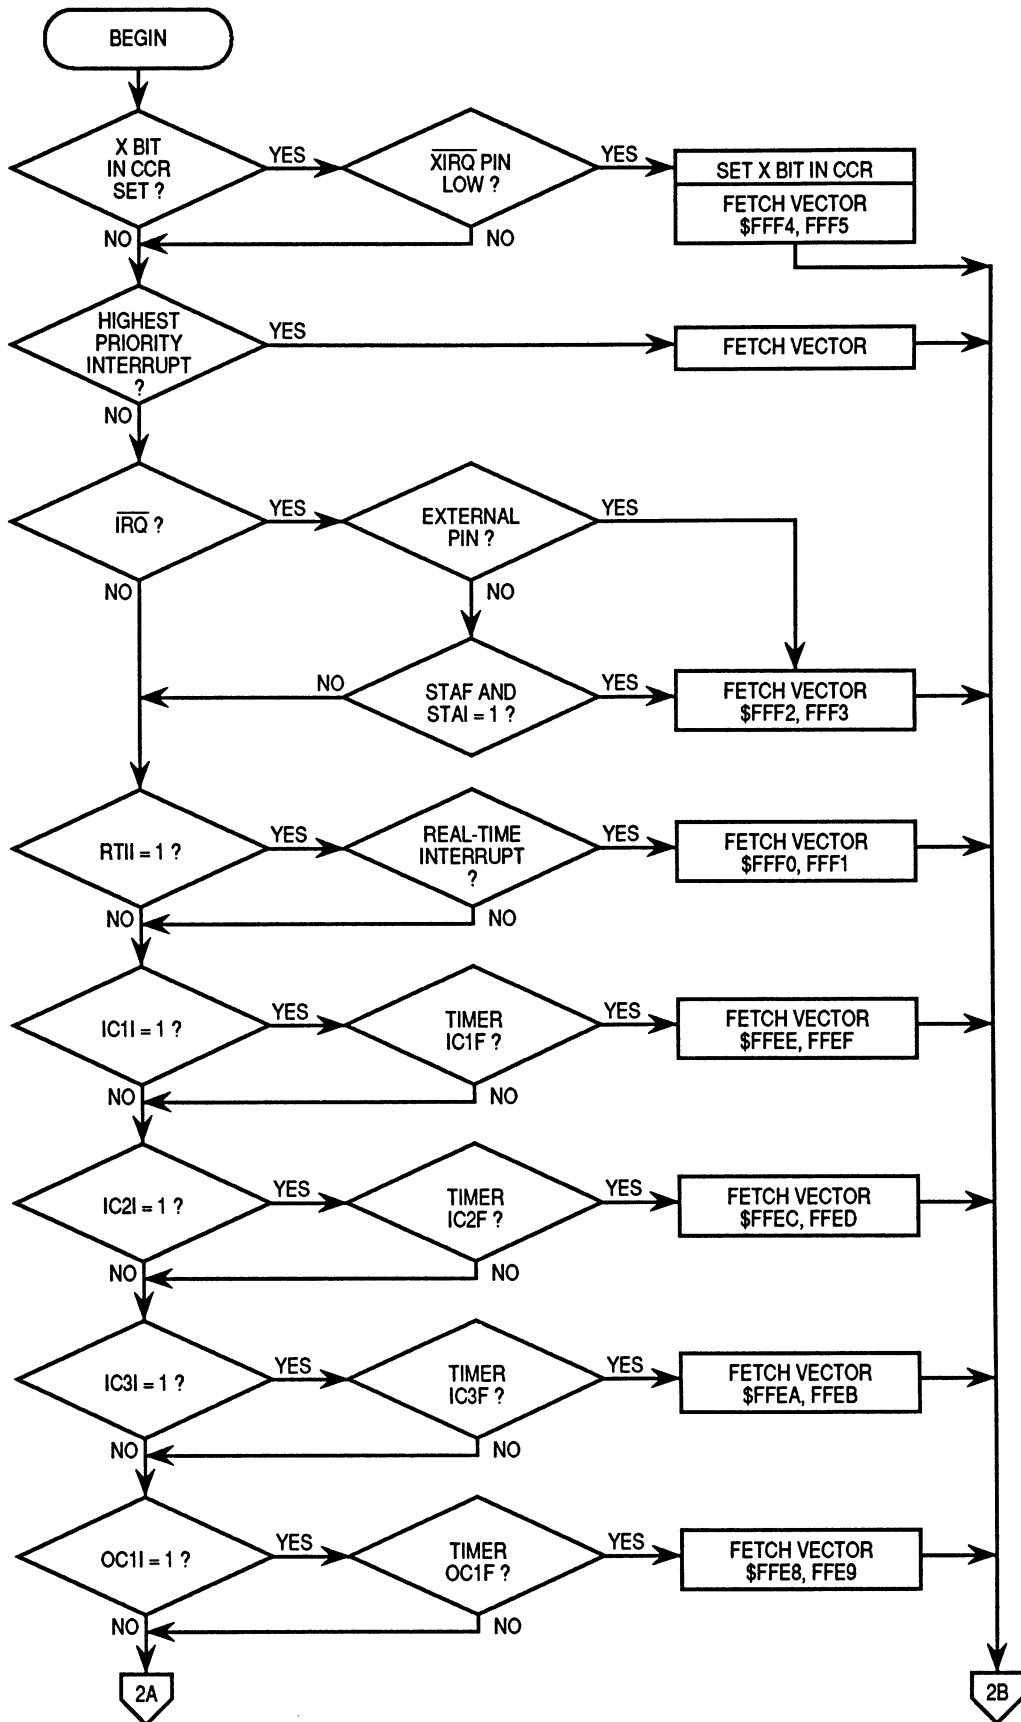 BEGIN
X BIT
IN CCR
SET ?
YES
NO
XIRQ PIN
LOW ?
YES
NO
SET X BIT IN CCR
FETCH VECTOR
$FFF4, FFF5
HIGHEST
PRIORITY
INTERRUPT
?
YES
NO
FETCH VECTOR
IRQ ?
YES
NO
EXTERNAL
PIN ?
YES
NO
STAF AND
STAI = 1 ?
NO
YES
FETCH VECTOR
$FFF2, FFF3
RTII = 1 ?
YES
NO
REAL-TIME
INTERRUPT
?
YES
NO
FETCH VECTOR
$FFF0, FFF1
IC1I = 1 ?
YES
NO
TIMER
IC1F ?
YES
NO
FETCH VECTOR
$FFEE, FFEF
IC2I = 1 ?
YES
NO
TIMER
IC2F ?
YES
NO
FETCH VECTOR
$FFEC, FFED
IC3I = 1 ?
YES
NO
TIMER
IC3F ?
YES
NO
FETCH VECTOR
$FFEA, FFEB
OC1I = 1 ?
YES
NO
TIMER
OC1F ?
YES
NO
FETCH VECTOR
$FFE8, FFE9
2A
2B